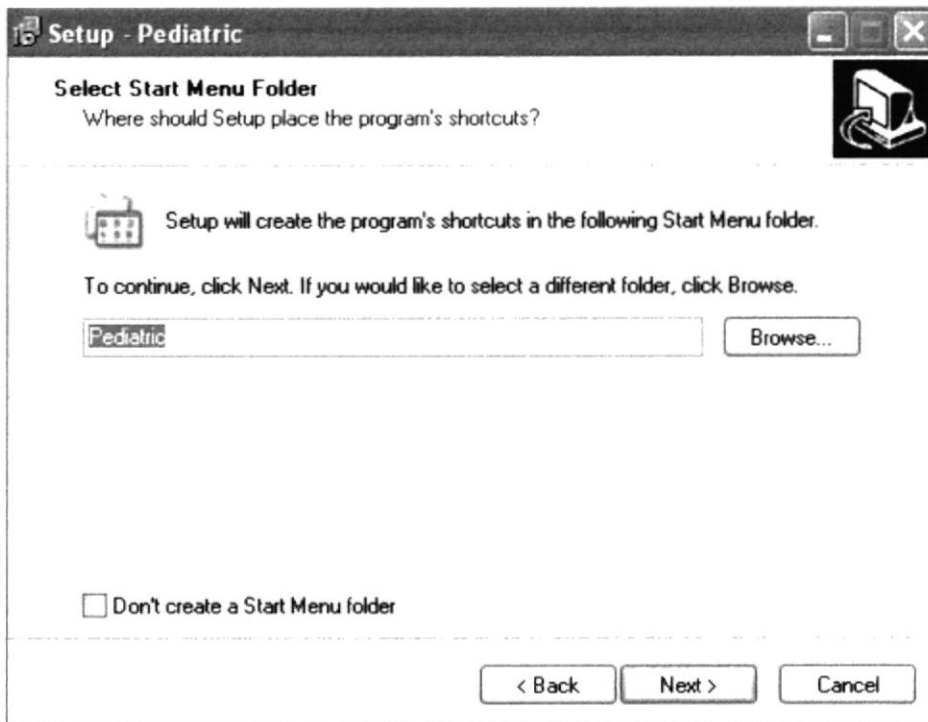 Setup - Pediatric
Select Start Menu Folder
Where should Setup place the program's shortcuts?
Setup will create the program's shortcuts in the following Start Menu folder.
To continue, click Next. If you would like to select a different folder, click Browse.
Pediatric
Browse...
Don't create a Start Menu folder
< Back
Next >
Cancel